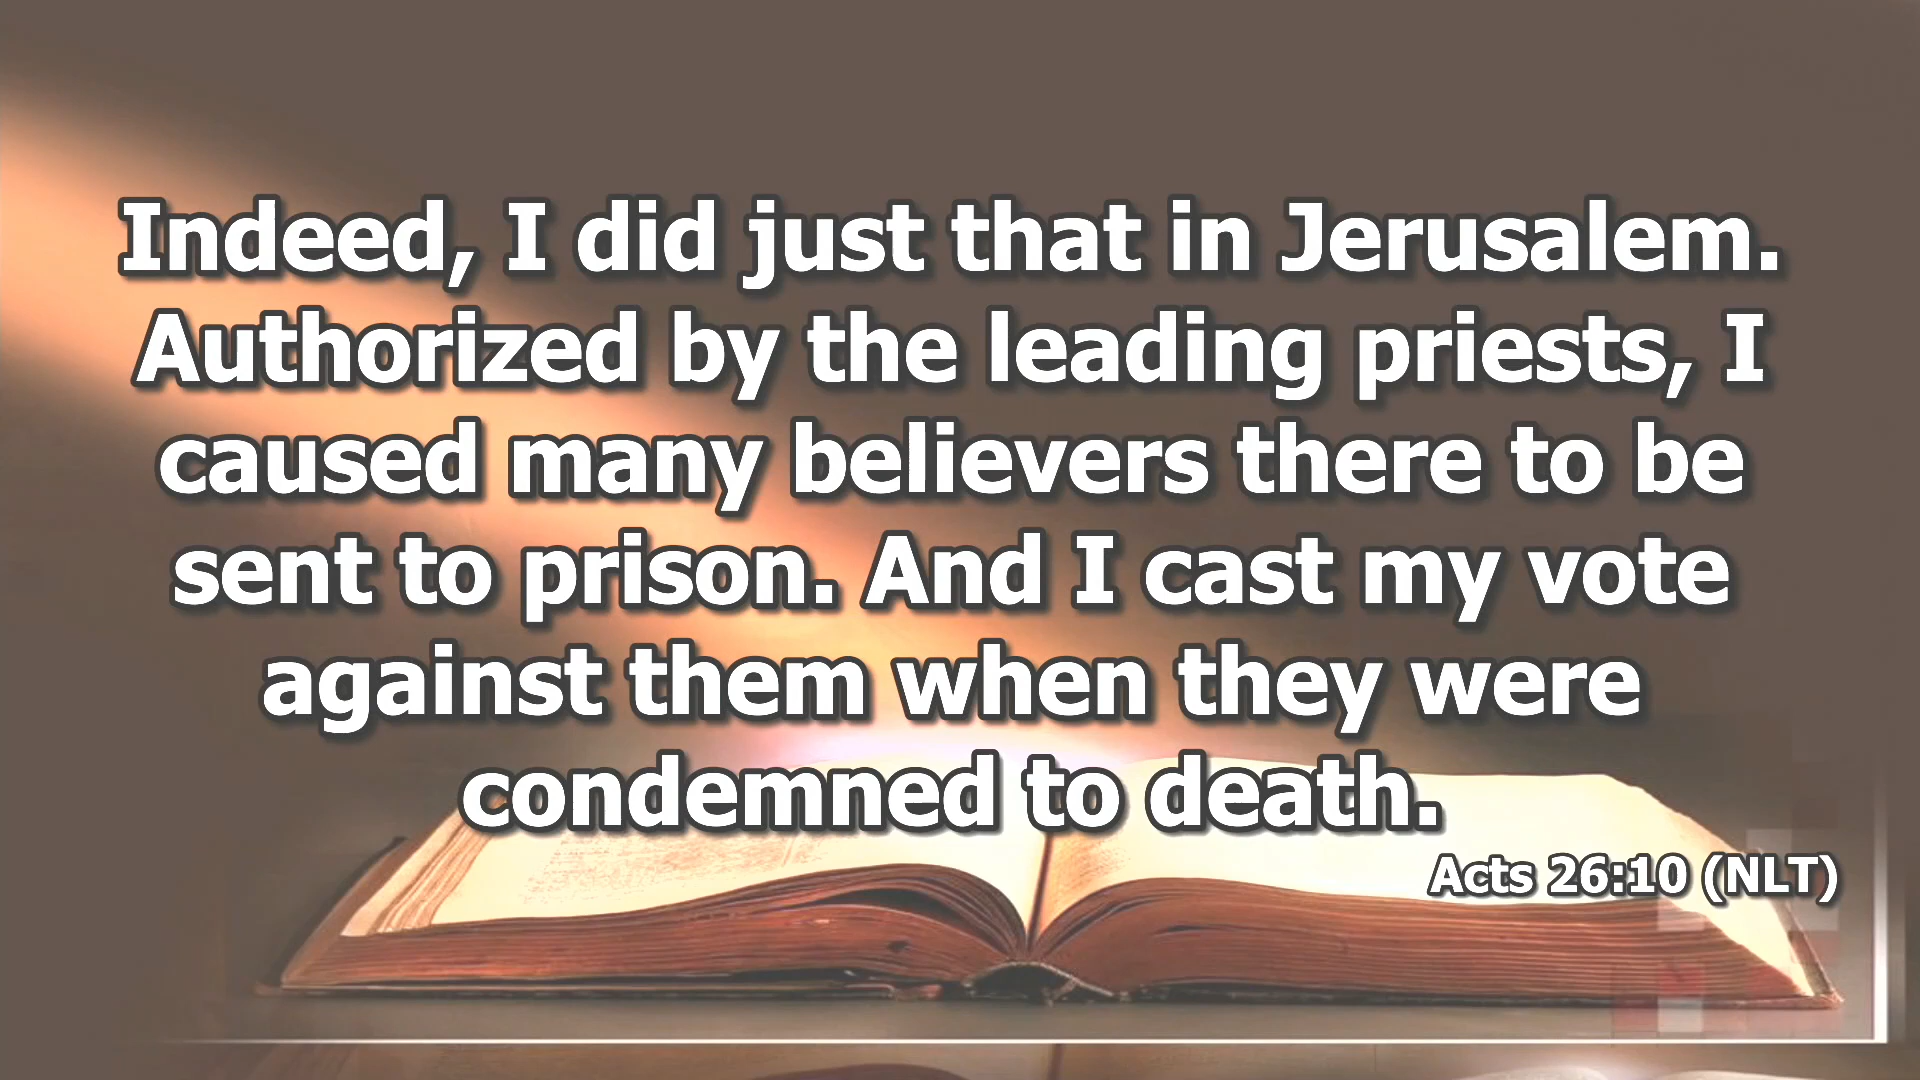 Indeed, I did just that in Jerusalem.
Authorized by the leading priests, I
caused many believers there to be
sent to prison. And I cast my vote
against them when they were
condemned to death.
Acts 26:10 (NLT)